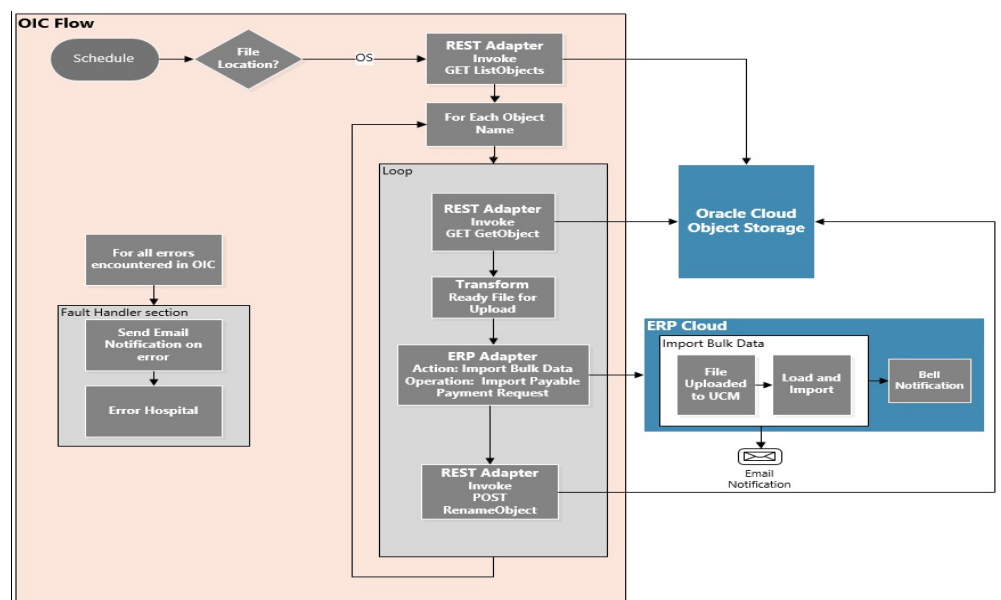 OIC Flow
Schedule
File
Location?
OS
REST Adapter
Invoke
GET ListObjects
For Each Object
Name
Loop
REST Adapter
Invoke
GET GetObject
Oracle Cloud
Object Storage
For all errors
encountered in OIC
Transform
Ready File for
Upload
Fault Handler section
Send Email
Notification on
error
Error Hospital
ERP Adapter
Action: Import Bulk Data
Operation: Import Payable
Payment Request
ERP Cloud
Import Bulk Data
File
Uploaded
to UCM
Load and
Import
Bell
Notification
Email
Notification
REST Adapter
Invoke
POST
RenameObject